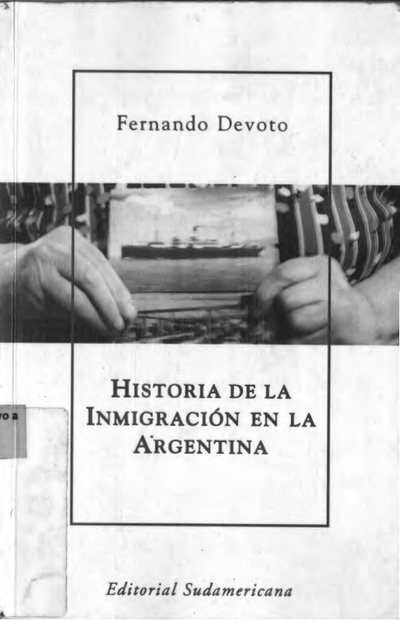 Fernando Devoto
HISTORIA DE LA
INMIGRACIÓN EN LA
ARGENTINA
Editorial Sudamericana